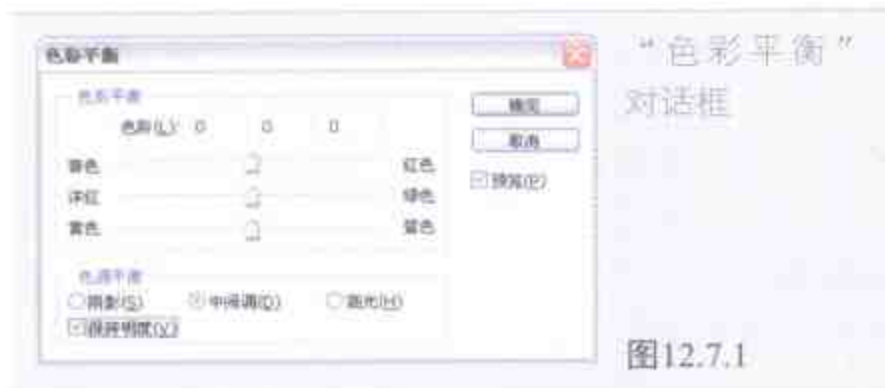 色彩平衡
“色彩平衡”
对话框
色彩平衡
色阶(L): 0 0 0
确定
取消
青色 红色
预览(P)
洋红 绿色
黄色 蓝色
色调平衡
阴影(S) 中间调(D) 高光(H)
保持明度(V)
图12.7.1